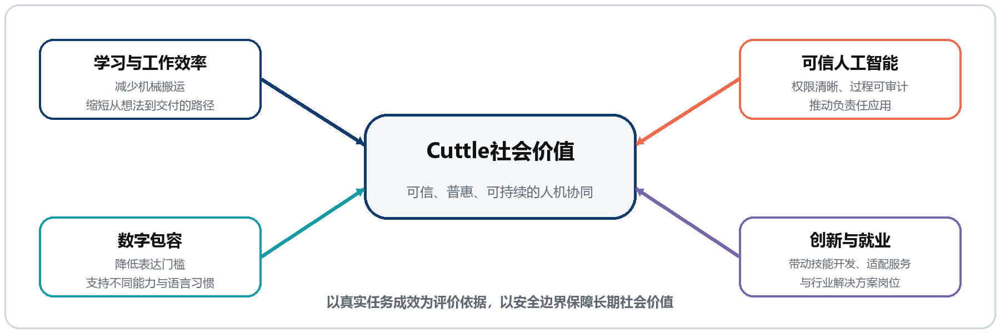 学习与工作效率
减少机械搬运
缩短从想法到交付的路径
可信人工智能
权限清晰、过程可审计
推动负责任应用
Cuttle社会价值
可信、普惠、可持续的人机协同
数字包容
降低表达门槛
支持不同能力与语言习惯
创新与就业
带动技能开发、适配服务
与行业解决方案岗位
以真实任务成效为评价依据，以安全边界保障长期社会价值